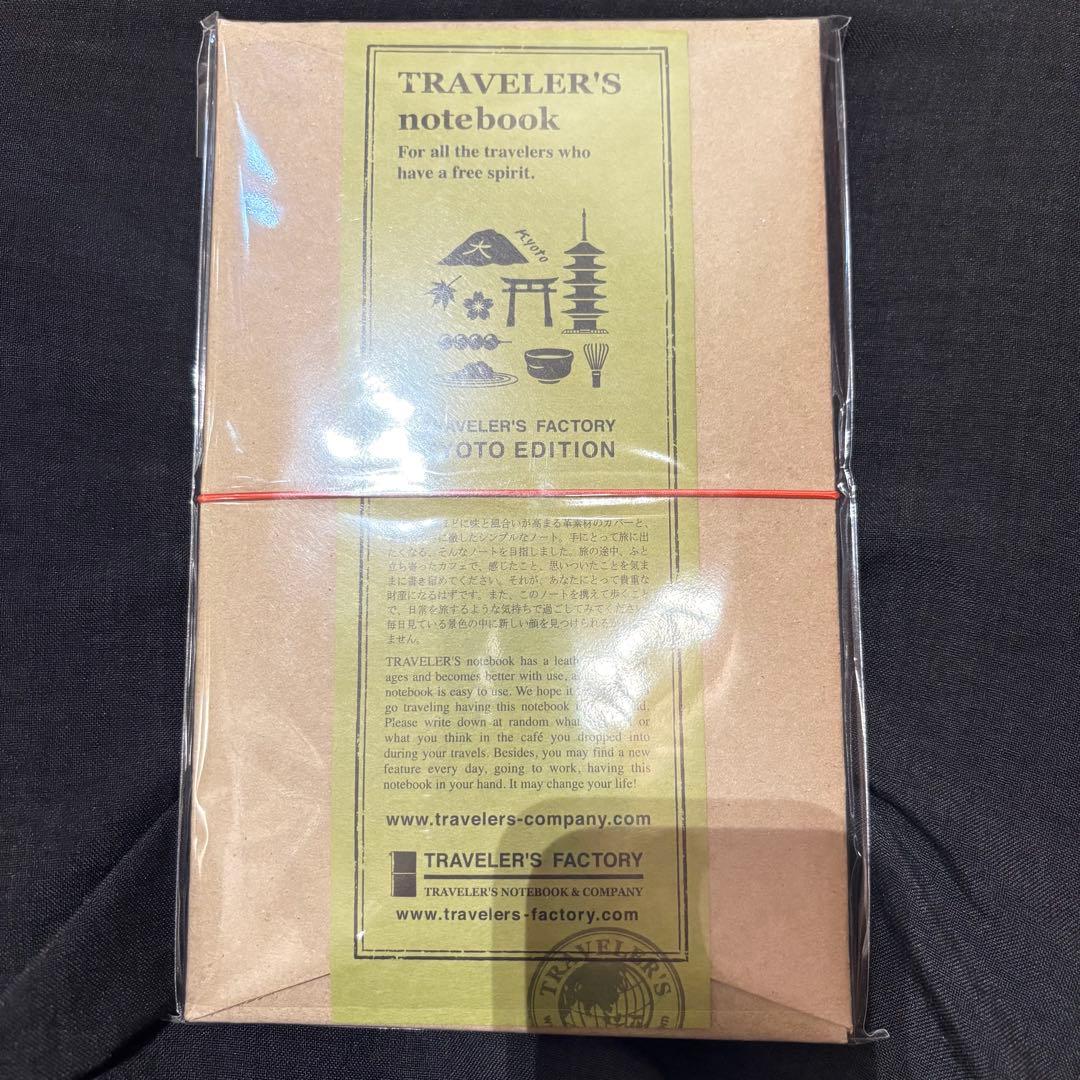 TRAVELER'S
notebook
For all the travelers who
have a free spirit.
大
Kyoto
TRAVELER'S FACTORY
KYOTO EDITION
ほどに味と風合いが高まる革素材のカバーと、
に徹したシンプルなノート。手にとって旅に出
たくなる、そんなノートを目指しました。旅の途中、ふと
立ち寄ったカフェで、感じたこと、思いついたことを気ま
まに書き留めてください。それが、あなたにとって貴重な
財産になるはずです。また、このノートを携えて歩くこと
で、日常を旅するような気持ちで過ごしてみてください。
毎日見ている景色の中に新しい顔を見つけられるか
ません。
TRAVELER'S notebook has a
ages and becomes better with use,
notebook is easy to use. We hope it
go traveling having this notebook
Please write down at random what or
what you think in the café you dropped into
during your travels. Besides, you may find a new
feature every day, going to work, having this
notebook in your hand. It may change your life!
www.travelers-company.com
TRAVELER'S FACTORY
TRAVELER'S NOTEBOOK & COMPANY
www.travelers-factory.com
TRAVELER'S